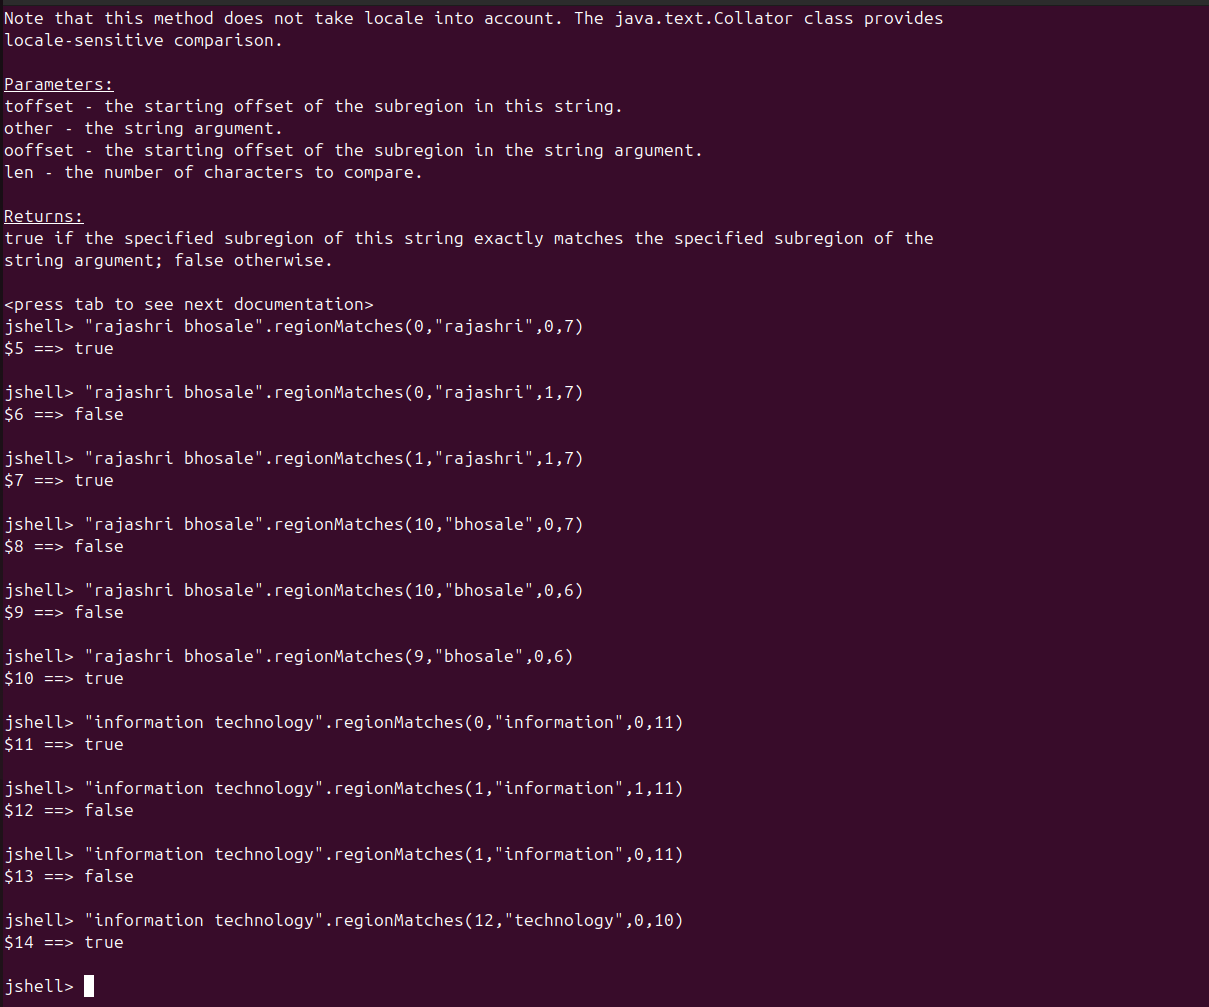 Note that this method does not take locale into account. The java.text.Collator class provides
locale-sensitive comparison.
Parameters:
toffset - the starting offset of the subregion in this string.
other - the string argument.
ooffset - the starting offset of the subregion in the string argument.
len - the number of characters to compare.
Returns:
true if the specified subregion of this string exactly matches the specified subregion of the
string argument; false otherwise.
<press tab to see next documentation>
jshell> "rajashri bhosale".regionMatches(0,"rajashri",0,7)
$5 ==> true
jshell> "rajashri bhosale".regionMatches(0,"rajashri",1,7)
$6 ==> false
jshell> "rajashri bhosale".regionMatches(1,"rajashri",1,7)
$7 ==> true
jshell> "rajashri bhosale".regionMatches(10,"bhosale",0,7)
$8 ==> false
jshell> "rajashri bhosale".regionMatches(10,"bhosale",0,6)
$9 ==> false
jshell> "rajashri bhosale".regionMatches(9,"bhosale",0,6)
$10 ==> true
jshell> "information technology".regionMatches(0,"information",0,11)
$11 ==> true
jshell> "information technology".regionMatches(1,"information",1,11)
$12 ==> false
jshell> "information technology".regionMatches(1,"information",0,11)
$13 ==> false
jshell> "information technology".regionMatches(12,"technology",0,10)
$14 ==> true
jshell>